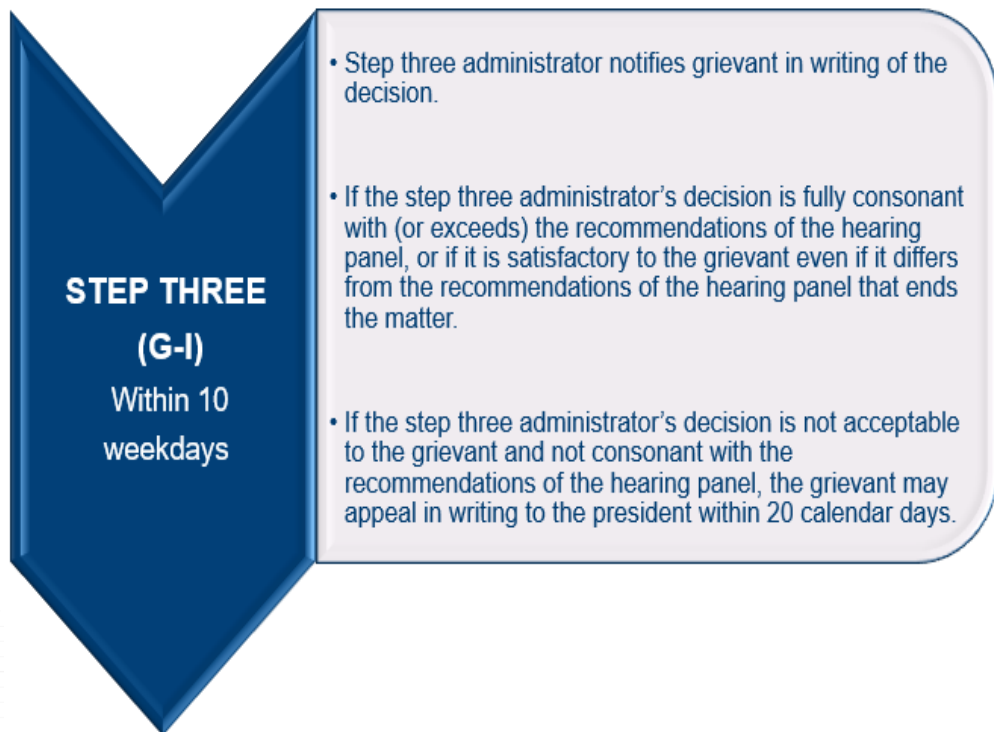 STEP THREE
(G-I)
Within 10
weekdays
• Step three administrator notifies grievant in writing of the
decision.
• If the step three administrator’s decision is fully consonant
with (or exceeds) the recommendations of the hearing
panel, or if it is satisfactory to the grievant even if it differs
from the recommendations of the hearing panel that ends
the matter.
• If the step three administrator’s decision is not acceptable
to the grievant and not consonant with the
recommendations of the hearing panel, the grievant may
appeal in writing to the president within 20 calendar days.